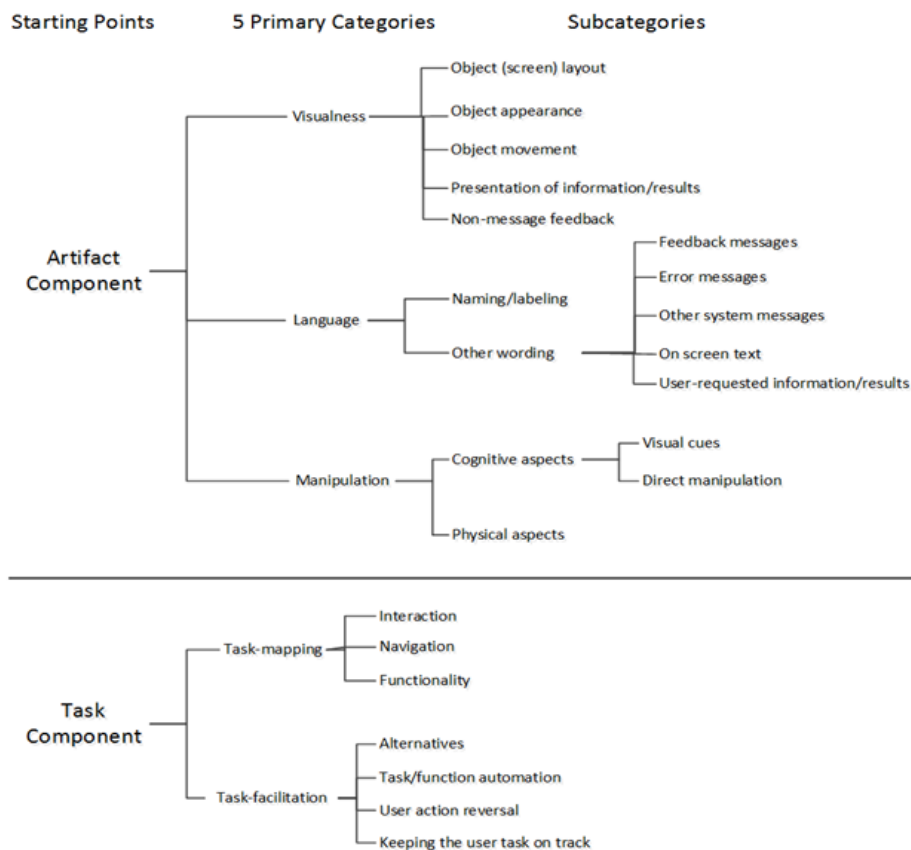 Starting Points
5 Primary Categories
Subcategories
Object (screen) layout
Object appearance
Visualness
Object movement
Presentation of information/results
Non-message feedback
Artifact
Component
Feedback messages
Error messages
Naming/labeling
Other system messages
Language
Other wording
On screen text
User-requested information/results
Visual cues
Cognitive aspects
Direct manipulation
Manipulation
Physical aspects
Interaction
Task-mapping
Navigation
Functionality
Task
Component
Alternatives
Task/function automation
Task-facilitation
User action reversal
Keeping the user task on track